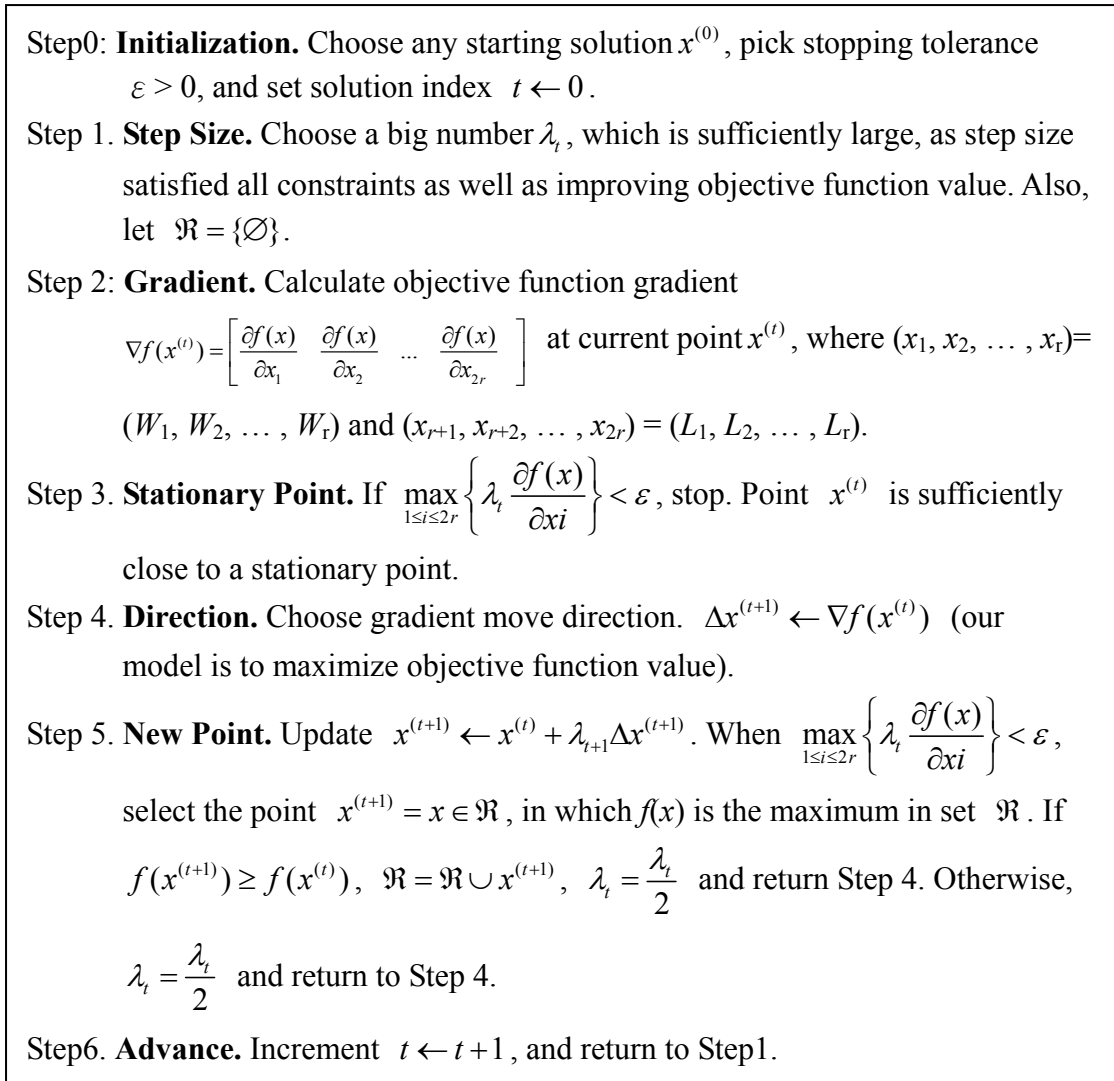 Step0: Initialization. Choose any starting solution x^{(0)}, pick stopping tolerance
ε > 0, and set solution index t ← 0.
Step 1. Step Size. Choose a big number λ_t, which is sufficiently large, as step size
satisfied all constraints as well as improving objective function value. Also,
let ℜ = {∅}.
Step 2: Gradient. Calculate objective function gradient
∇f(x^{(t)}) = [ ∂f(x)/∂x_1 ∂f(x)/∂x_2 ... ∂f(x)/∂x_{2r} ] at current point x^{(t)}, where (x_1, x_2, … , x_r)=
(W_1, W_2, … , W_r) and (x_{r+1}, x_{r+2}, … , x_{2r}) = (L_1, L_2, … , L_r).
Step 3. Stationary Point. If max_{1≤i≤2r} { λ_t ∂f(x)/∂xi } < ε, stop. Point x^{(t)} is sufficiently
close to a stationary point.
Step 4. Direction. Choose gradient move direction. Δx^{(t+1)} ← ∇f(x^{(t)}) (our
model is to maximize objective function value).
Step 5. New Point. Update x^{(t+1)} ← x^{(t)} + λ_{t+1}Δx^{(t+1)}. When max_{1≤i≤2r} { λ_t ∂f(x)/∂xi } < ε,
select the point x^{(t+1)} = x ∈ ℜ, in which f(x) is the maximum in set ℜ. If
f(x^{(t+1)}) ≥ f(x^{(t)}), ℜ = ℜ ∪ x^{(t+1)}, λ_t = λ_t/2 and return Step 4. Otherwise,
λ_t = λ_t/2 and return to Step 4.
Step6. Advance. Increment t ← t + 1, and return to Step1.